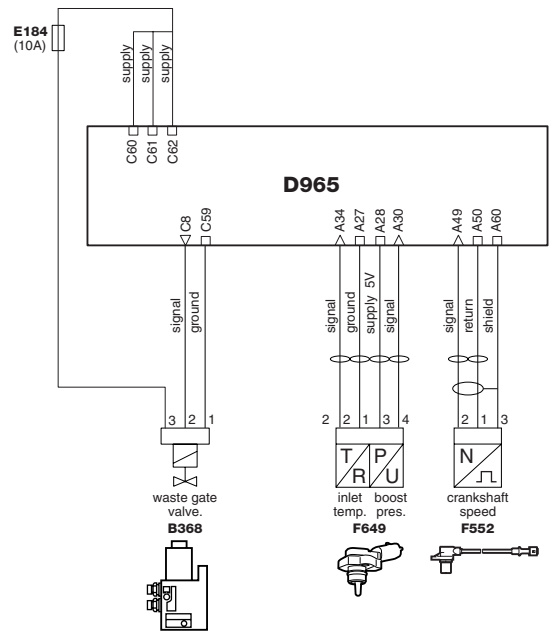 E184
(10A)
supply
supply
supply
C60
C61
C62
D965
C8
C59
A34
A27
A28
A30
A49
A50
A60
signal
ground
signal
ground
supply 5V
signal
signal
return
shield
3 2 1
2 2 1 3 4
2 1 3
T R P U
N
waste gate
valve.
B368
inlet
temp.
boost
pres.
F649
crankshaft
speed
F552